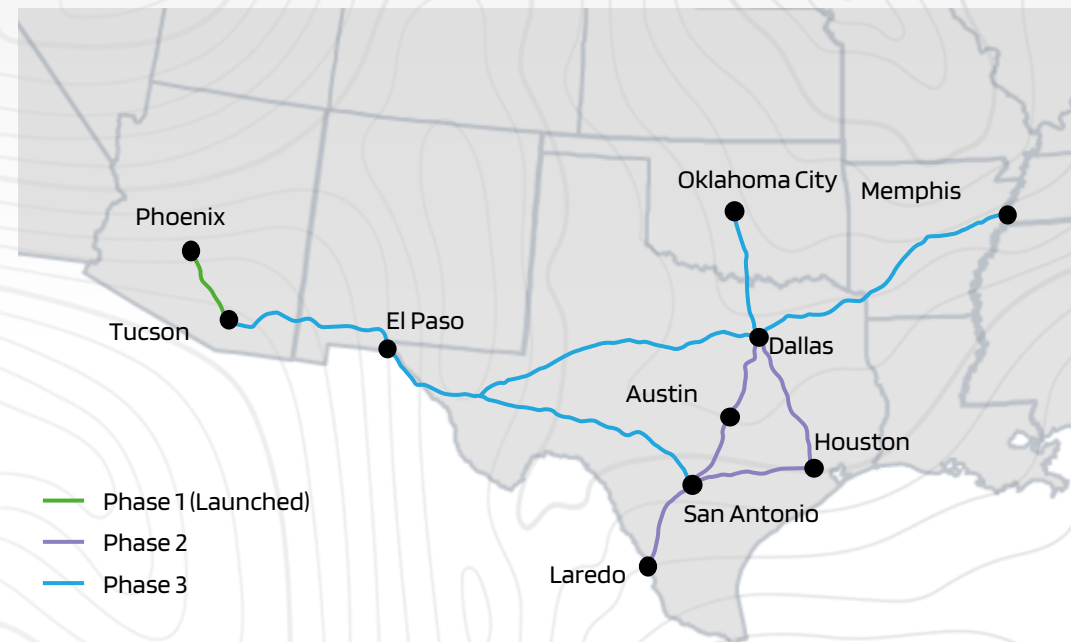 Oklahoma City
Memphis
Phoenix
El Paso
Tucson
Dallas
Austin
Houston
San Antonio
Laredo
Phase 1 (Launched)
Phase 2
Phase 3